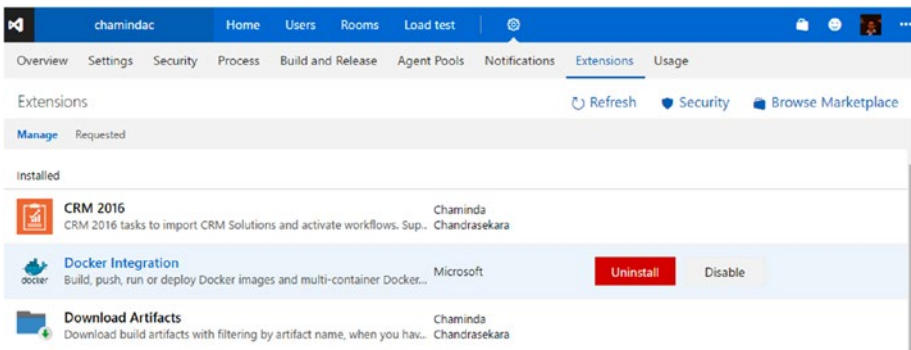 chamindac Home Users Rooms Load test
Overview Settings Security Process Build and Release Agent Pools Notifications Extensions Usage
Extensions Refresh Security Browse Marketplace
Manage Requested
Installed
CRM 2016 Chaminda
CRM 2016 tasks to import CRM Solutions and activate workflows. Sup... Chandrasekara
Docker Integration
docker Build, push, run or deploy Docker images and multi-container Docker... Microsoft Uninstall Disable
Download Artifacts Chaminda
Download build artifacts with filtering by artifact name, when you hav... Chandrasekara